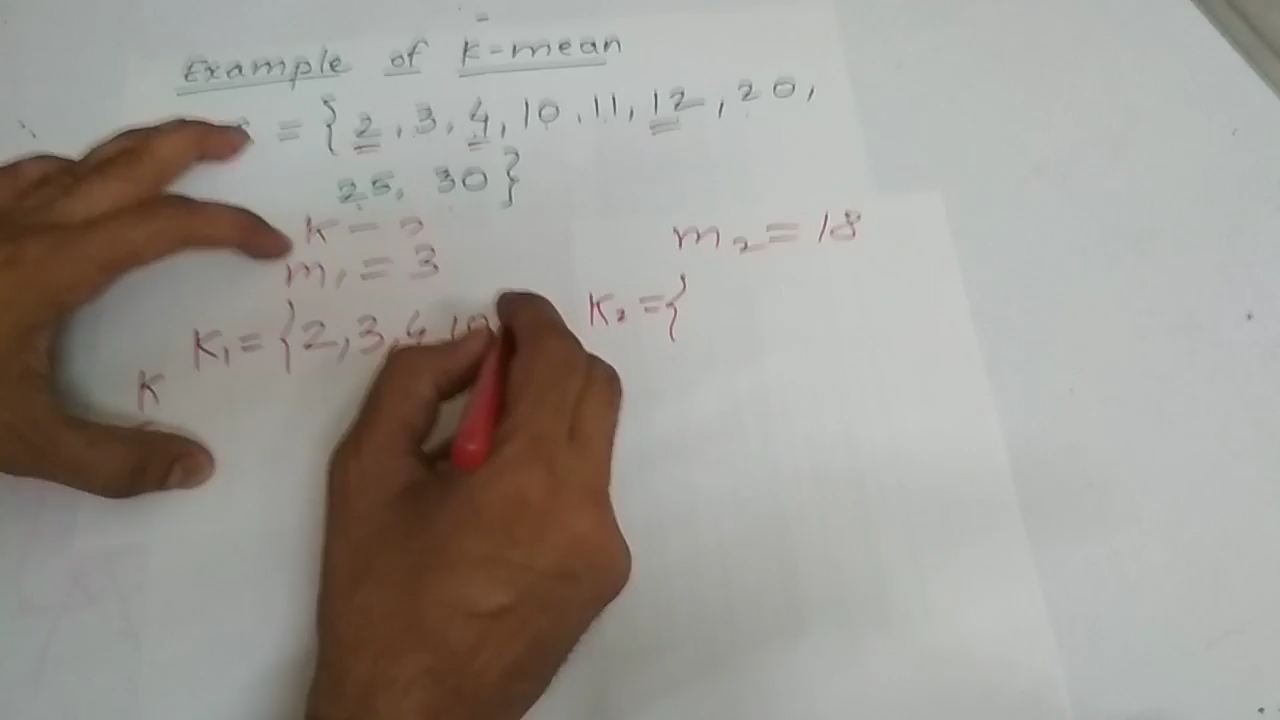 Example of k-mean
= {2, 3, 4, 10, 11, 12, 20,
25, 30}
K =
m₁ = 3
m₂ = 18
K₁ = {2, 3, 4, 10
K₂ = {
K